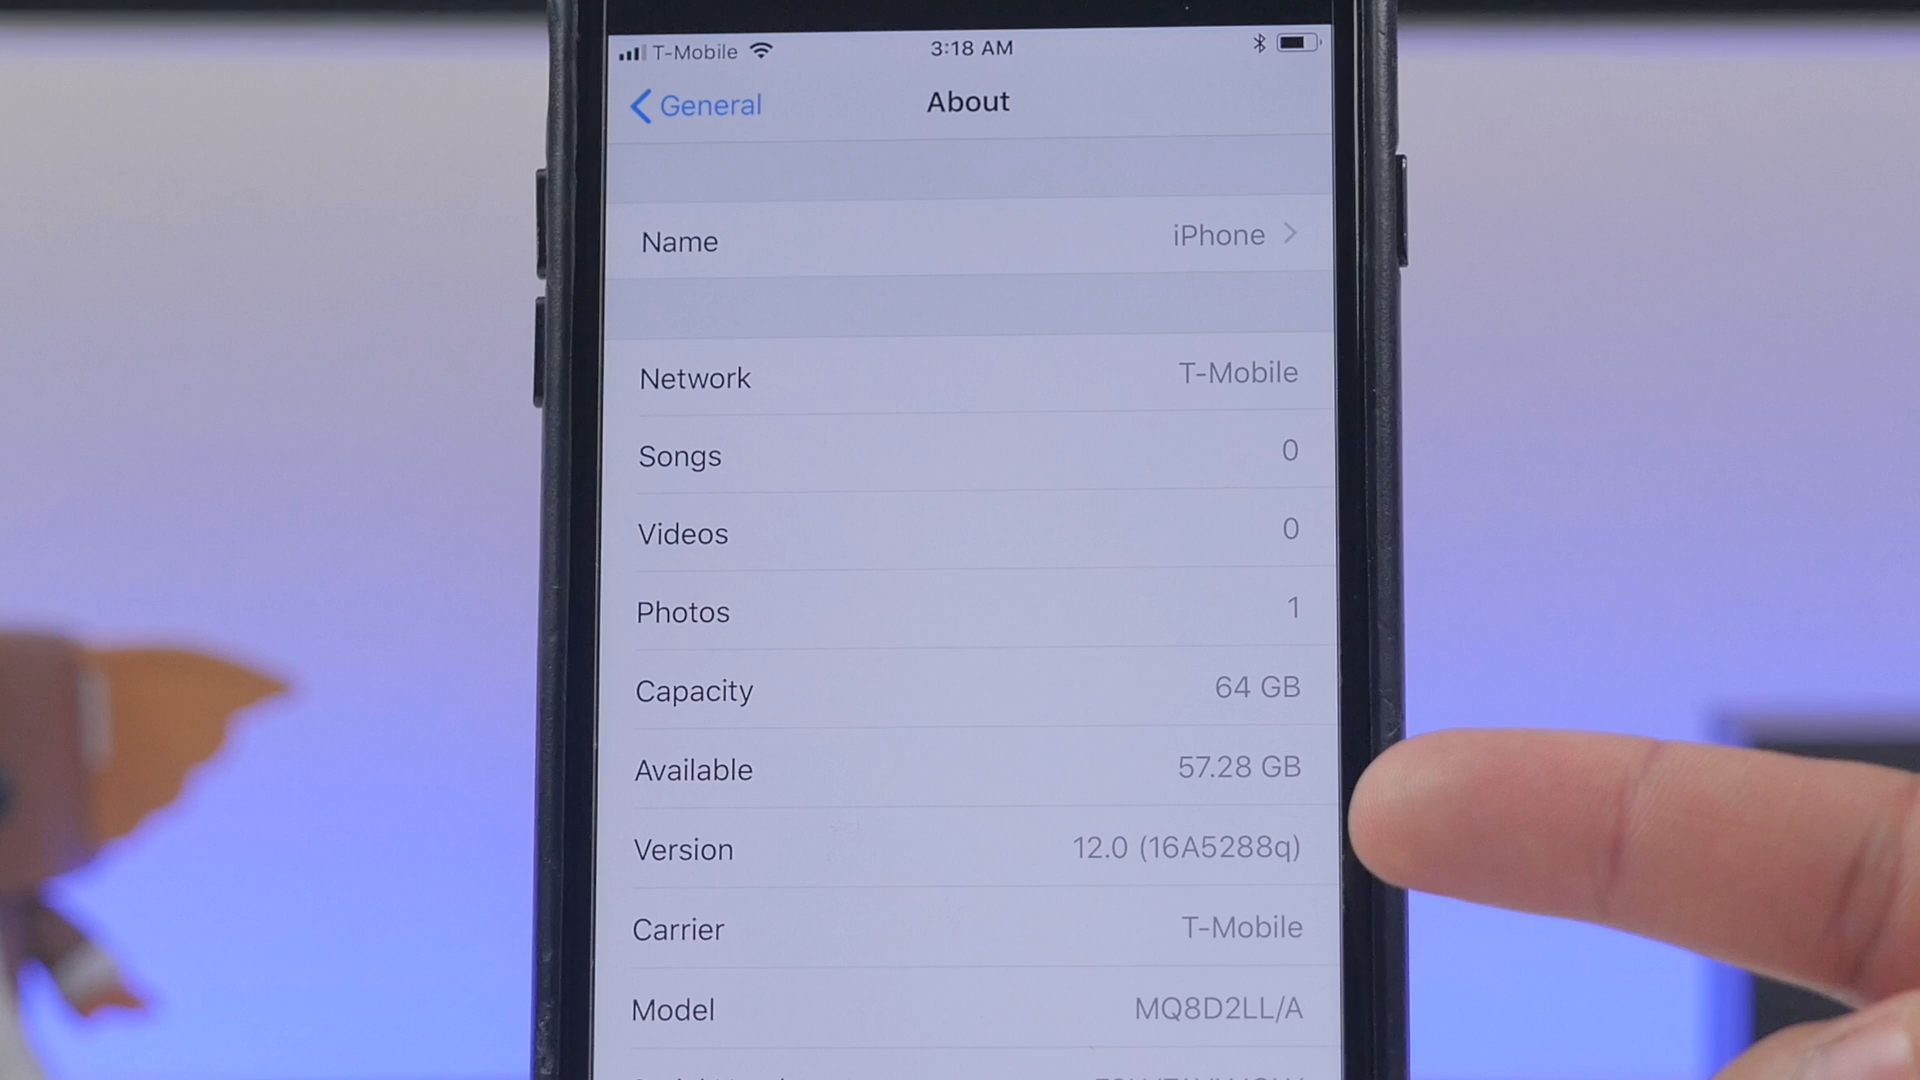 T-Mobile 3:18 AM
General About
Name iPhone
Network T-Mobile
Songs 0
Videos 0
Photos 1
Capacity 64 GB
Available 57.28 GB
Version 12.0 (16A5288q)
Carrier T-Mobile
Model MQ8D2LL/A